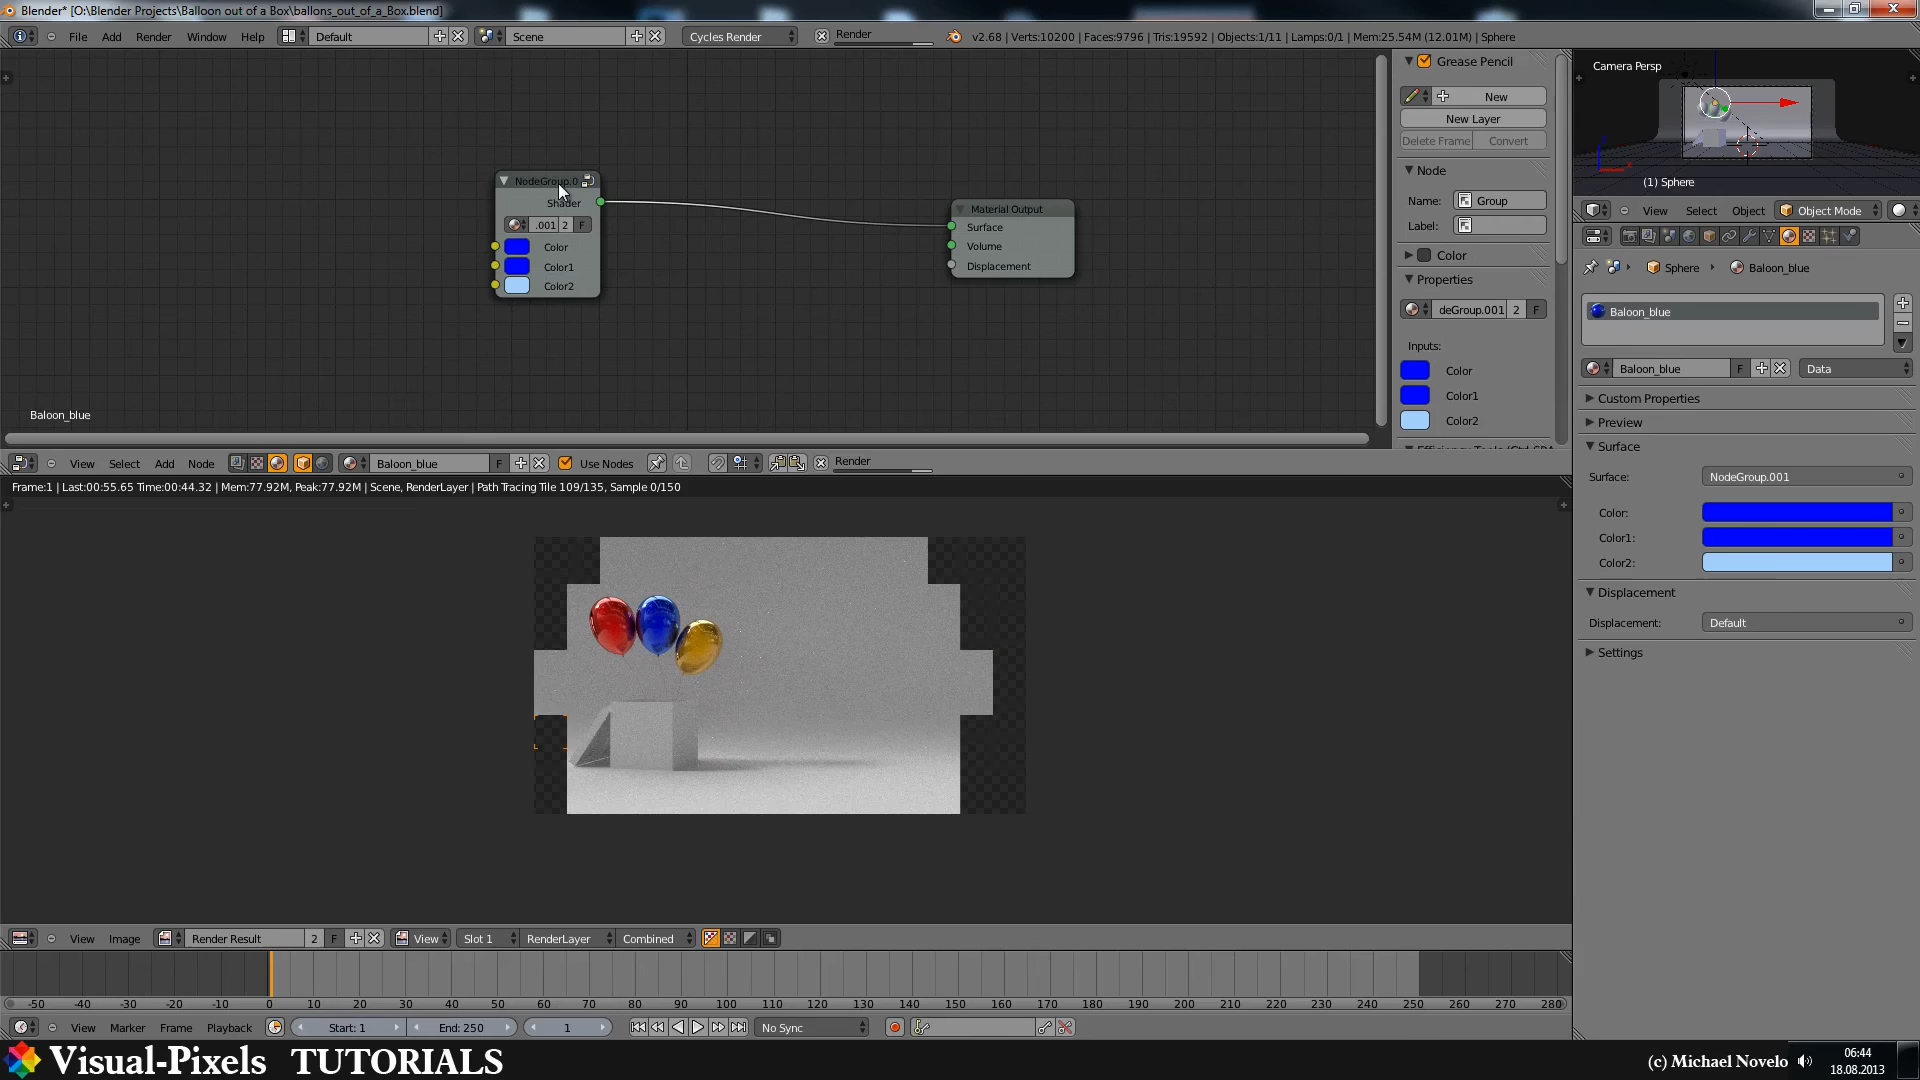 Blender* [O:\Blender Projects\Balloon out of a Box\ballons_out_of_a_Box.blend]
File Add Render Window Help Default Scene Cycles Render Render v2.68 | Verts:10200 | Faces:9796 | Tris:19592 | Objects:1/11 | Lamps:0/1 | Mem:25.54M (12.01M) | Sphere
NodeGroup.0
Shader
.001 2 F
Color
Color1
Color2
Material Output
Surface
Volume
Displacement
Baloon_blue
Grease Pencil
New
New Layer
Delete Frame Convert
Node
Name: Group
Label:
Color
Properties
deGroup.001 2 F
Inputs:
Color
Color1
Color2
Camera Persp
(1) Sphere
View Select Object Object Mode
Sphere Baloon_blue
Baloon_blue
Baloon_blue F Data
Custom Properties
Preview
Surface
Surface: NodeGroup.001
Color:
Color1:
Color2:
Displacement
Displacement: Default
Settings
View Select Add Node Baloon_blue F Use Nodes Render
Frame:1 | Last:00:55.65 Time:00:44.32 | Mem:77.92M, Peak:77.92M | Scene, RenderLayer | Path Tracing Tile 109/135, Sample 0/150
View Image Render Result 2 F View Slot 1 RenderLayer Combined
-50 -40 -30 -20 -10 0 10 20 30 40 50 60 70 80 90 100 110 120 130 140 150 160 170 180 190 200 210 220 230 240 250 260 270 280
View Marker Frame Playback Start: 1 End: 250 1 No Sync
Visual-Pixels TUTORIALS
(c) Michael Novelo
06:44
18.08.2013